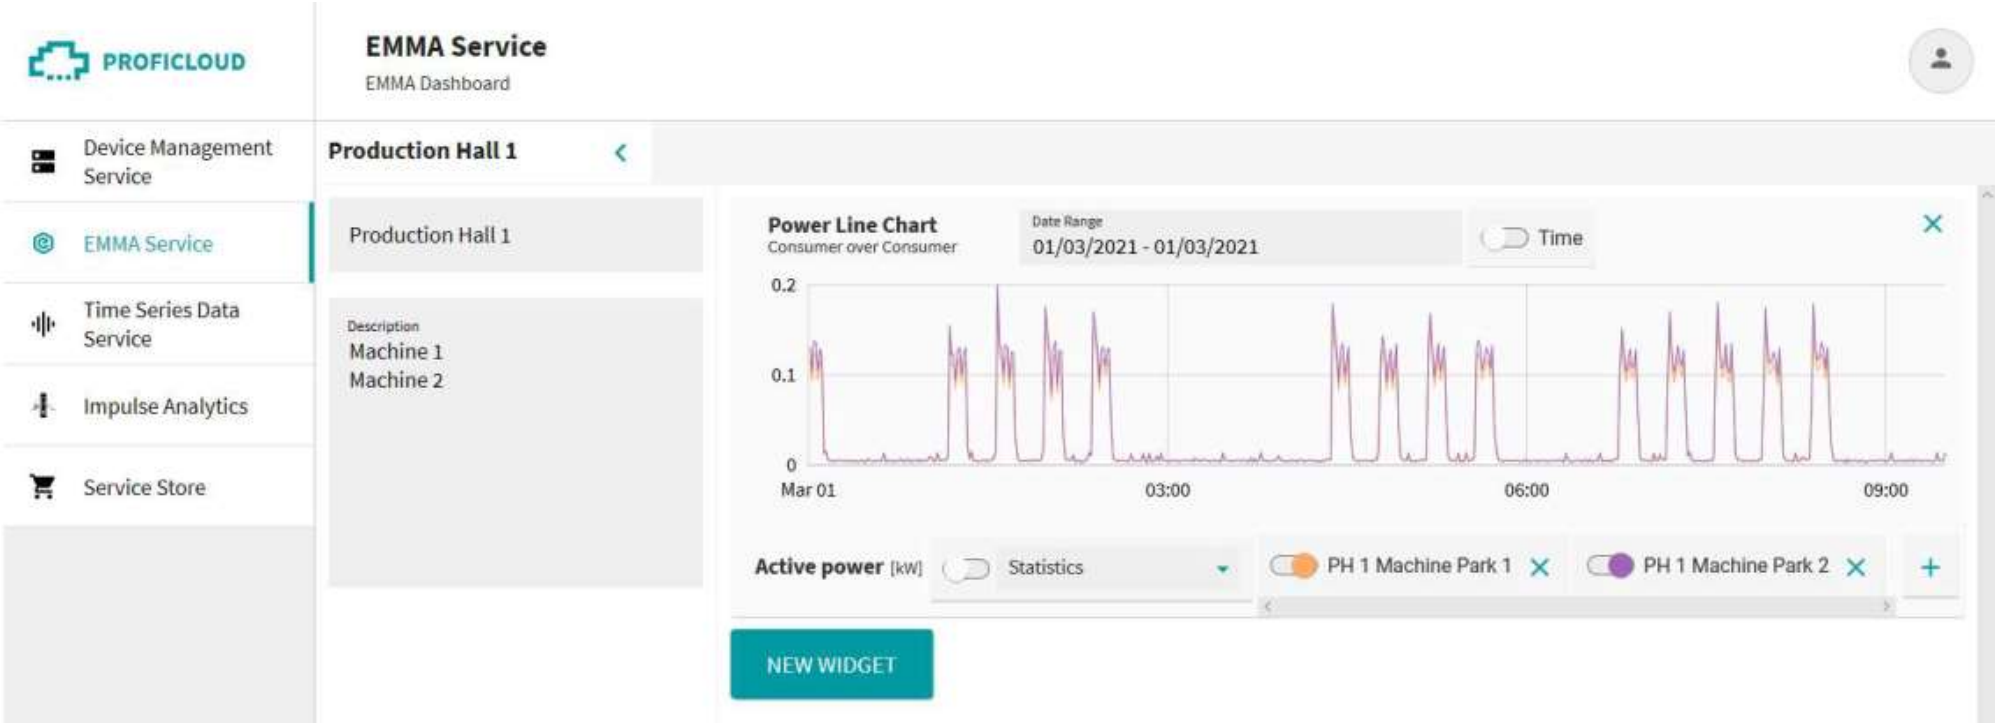 PROFICLOUD
EMMA Service
EMMA Dashboard
Device Management
Service
EMMA Service
Time Series Data
Service
Impulse Analytics
Service Store
Production Hall 1
Production Hall 1
Description
Machine 1
Machine 2
Power Line Chart
Consumer over Consumer
Date Range
01/03/2021 - 01/03/2021
Time
0.2
0.1
0
Mar 01
03:00
06:00
09:00
Active power [kW]
Statistics
PH 1 Machine Park 1
PH 1 Machine Park 2
NEW WIDGET